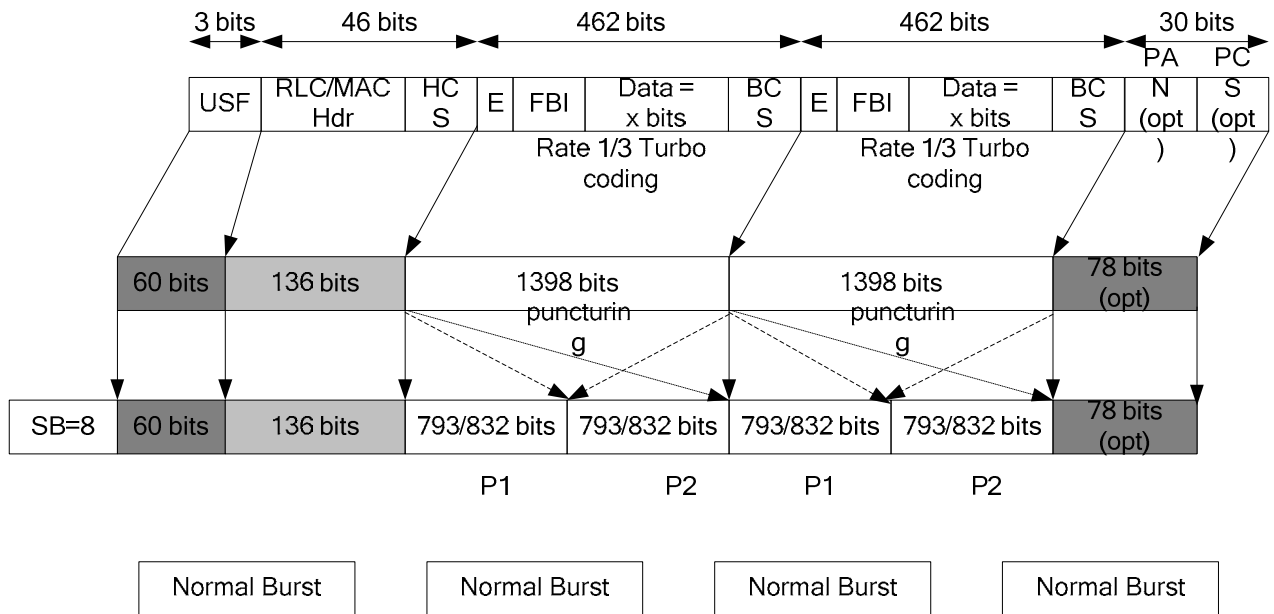 3 bits 46 bits 462 bits 462 bits 30 bits
USF RLC/MAC Hdr HC S E FBI Data = x bits BC S E FBI Data = x bits BC S PA N (opt ) PC S (opt )
Rate 1/3 Turbo coding Rate 1/3 Turbo coding
60 bits 136 bits 1398 bits 1398 bits 78 bits (opt)
puncturin g puncturin g
SB=8 60 bits 136 bits 793/832 bits 793/832 bits 793/832 bits 793/832 bits 78 bits (opt)
P1 P2 P1 P2
Normal Burst Normal Burst Normal Burst Normal Burst